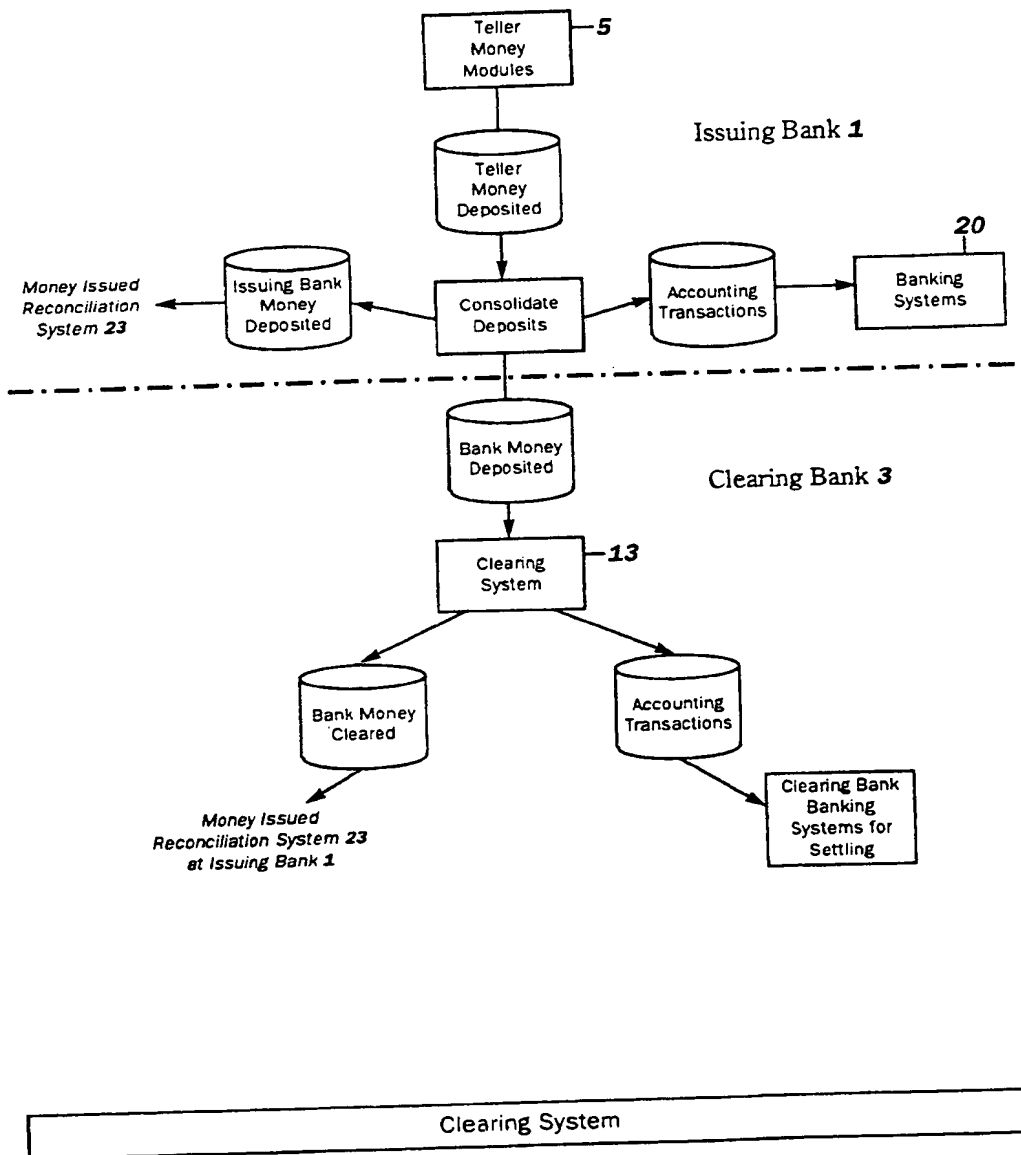 Teller
Money
Modules
5
Issuing Bank 1
Teller
Money
Deposited
20
Money Issued
Reconciliation
System 23
Issuing Bank
Money
Deposited
Consolidate
Deposits
Accounting
Transactions
Banking
Systems
Bank Money
Deposited
Clearing Bank 3
Clearing
System
13
Bank Money
Cleared
Accounting
Transactions
Money Issued
Reconciliation System 23
at Issuing Bank 1
Clearing Bank
Banking
Systems for
Settling
Clearing System